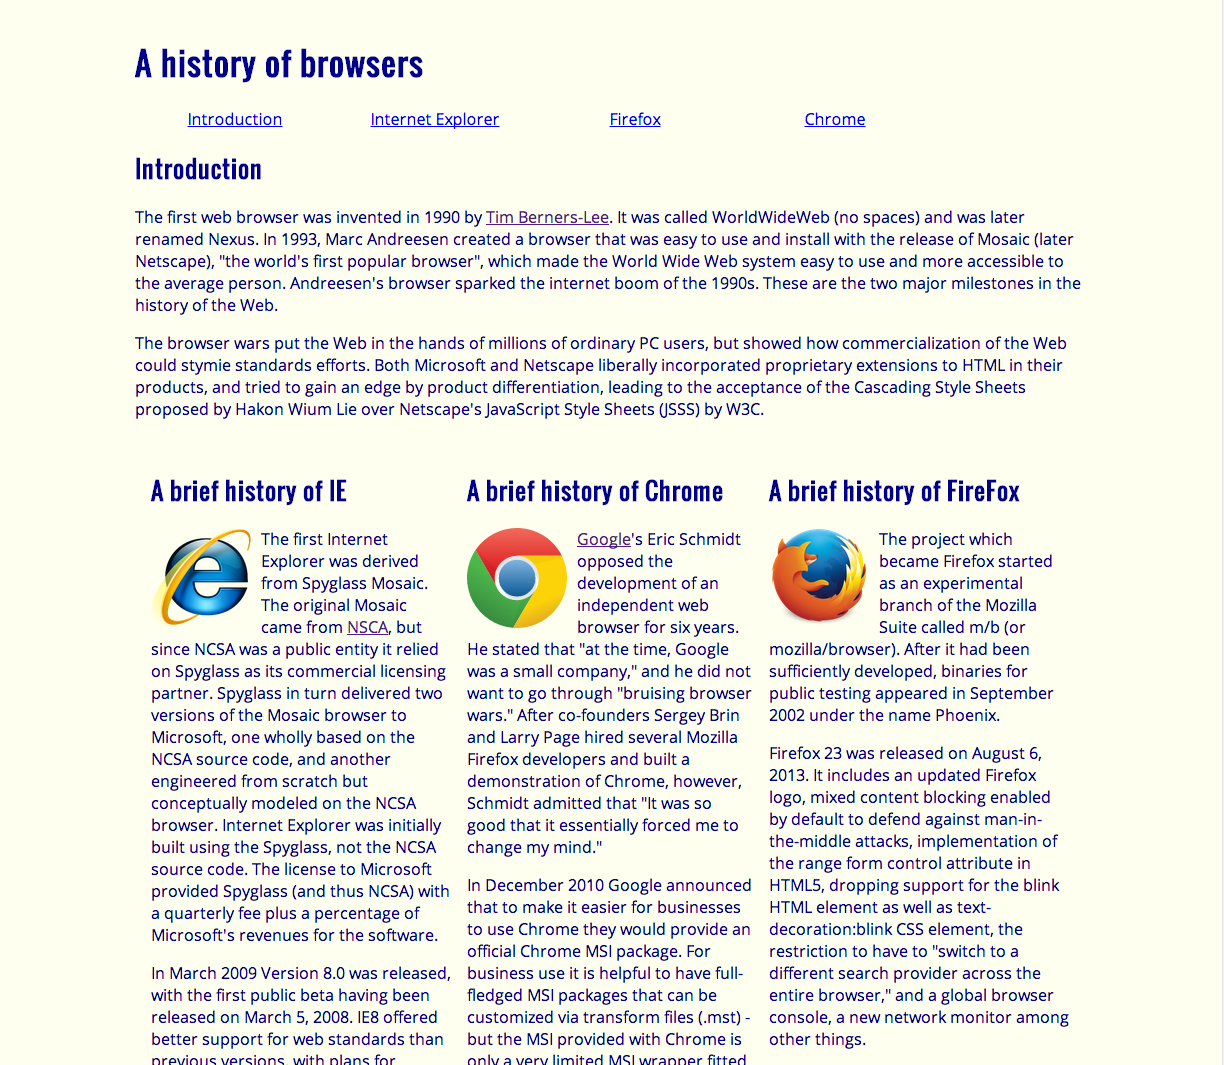 A history of browsers
Introduction Internet Explorer Firefox Chrome
Introduction
The first web browser was invented in 1990 by Tim Berners-Lee. It was called WorldWideWeb (no spaces) and was later
renamed Nexus. In 1993, Marc Andreesen created a browser that was easy to use and install with the release of Mosaic (later
Netscape), "the world's first popular browser", which made the World Wide Web system easy to use and more accessible to
the average person. Andreesen's browser sparked the internet boom of the 1990s. These are the two major milestones in the
history of the Web.
The browser wars put the Web in the hands of millions of ordinary PC users, but showed how commercialization of the Web
could stymie standards efforts. Both Microsoft and Netscape liberally incorporated proprietary extensions to HTML in their
products, and tried to gain an edge by product differentiation, leading to the acceptance of the Cascading Style Sheets
proposed by Hakon Wium Lie over Netscape's JavaScript Style Sheets (JSSS) by W3C.
A brief history of IE
The first Internet
Explorer was derived
from Spyglass Mosaic.
The original Mosaic
came from NSCA, but
since NCSA was a public entity it relied
on Spyglass as its commercial licensing
partner. Spyglass in turn delivered two
versions of the Mosaic browser to
Microsoft, one wholly based on the
NCSA source code, and another
engineered from scratch but
conceptually modeled on the NCSA
browser. Internet Explorer was initially
built using the Spyglass, not the NCSA
source code. The license to Microsoft
provided Spyglass (and thus NCSA) with
a quarterly fee plus a percentage of
Microsoft's revenues for the software.
In March 2009 Version 8.0 was released,
with the first public beta having been
released on March 5, 2008. IE8 offered
better support for web standards than
previous versions, with plans for
A brief history of Chrome
Google's Eric Schmidt
opposed the
development of an
independent web
browser for six years.
He stated that "at the time, Google
was a small company," and he did not
want to go through "bruising browser
wars." After co-founders Sergey Brin
and Larry Page hired several Mozilla
Firefox developers and built a
demonstration of Chrome, however,
Schmidt admitted that "It was so
good that it essentially forced me to
change my mind."
In December 2010 Google announced
that to make it easier for businesses
to use Chrome they would provide an
official Chrome MSI package. For
business use it is helpful to have full-
fledged MSI packages that can be
customized via transform files (.mst) -
but the MSI provided with Chrome is
only a very limited MSI wrapper fitted
A brief history of FireFox
The project which
became Firefox started
as an experimental
branch of the Mozilla
Suite called m/b (or
mozilla/browser). After it had been
sufficiently developed, binaries for
public testing appeared in September
2002 under the name Phoenix.
Firefox 23 was released on August 6,
2013. It includes an updated Firefox
logo, mixed content blocking enabled
by default to defend against man-in-
the-middle attacks, implementation of
the range form control attribute in
HTML5, dropping support for the blink
HTML element as well as text-
decoration:blink CSS element, the
restriction to have to "switch to a
different search provider across the
entire browser," and a global browser
console, a new network monitor among
other things.